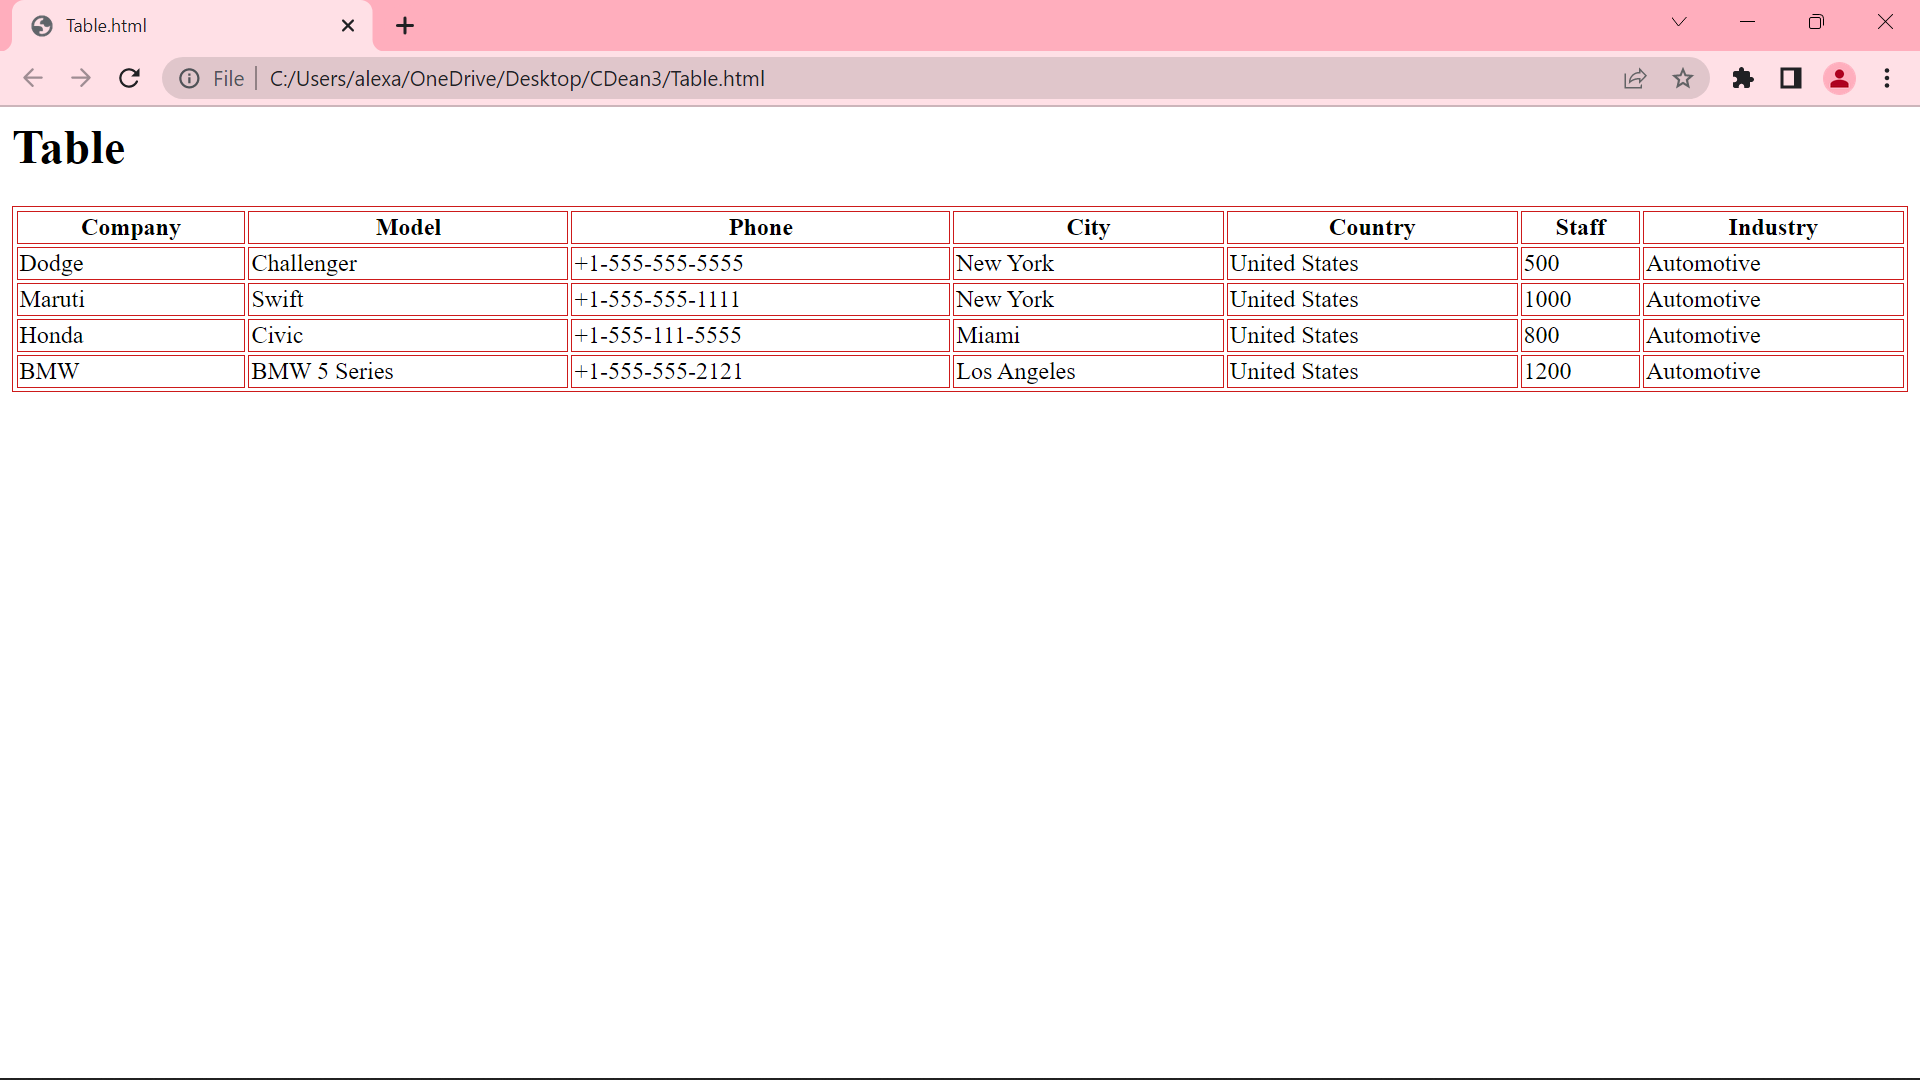 Table.html
File C:/Users/alexa/OneDrive/Desktop/CDean3/Table.html
Table
Company Model Phone City Country Staff Industry
Dodge Challenger +1-555-555-5555 New York United States 500 Automotive
Maruti Swift +1-555-555-1111 New York United States 1000 Automotive
Honda Civic +1-555-111-5555 Miami United States 800 Automotive
BMW BMW 5 Series +1-555-555-2121 Los Angeles United States 1200 Automotive